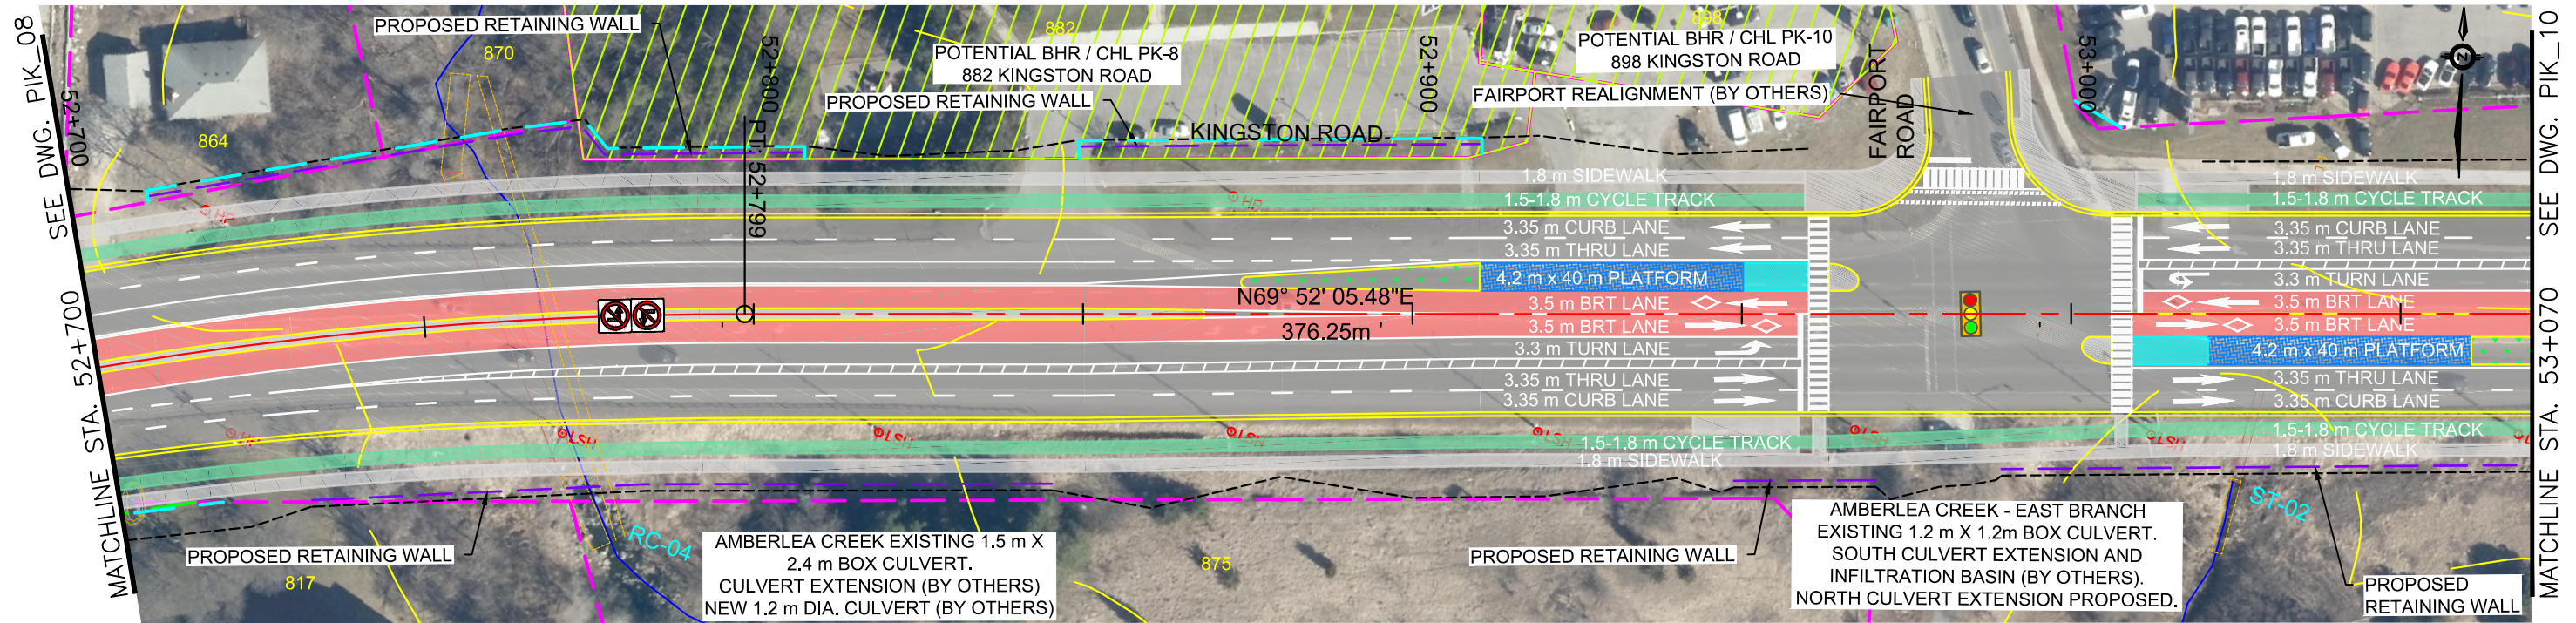 SEE DWG. PIK_08
MATCHLINE STA. 52+700
52+700
PROPOSED RETAINING WALL
870
864
882
52+800
PT: 52+799
POTENTIAL BHR / CHL PK-8
882 KINGSTON ROAD
PROPOSED RETAINING WALL
KINGSTON ROAD
52+900
898
POTENTIAL BHR / CHL PK-10
898 KINGSTON ROAD
FAIRPORT REALIGNMENT (BY OTHERS)
FAIRPORT
ROAD
53+000
Z
SEE DWG. PIK_10
MATCHLINE STA. 53+070
HP
HP
1.8 m SIDEWALK
1.5-1.8 m CYCLE TRACK
3.35 m CURB LANE
3.35 m THRU LANE
4.2 m x 40 m PLATFORM
N69° 52' 05.48"E
376.25m
3.5 m BRT LANE
3.5 m BRT LANE
3.3 m TURN LANE
3.35 m THRU LANE
3.35 m CURB LANE
1.5-1.8 m CYCLE TRACK
1.8 m SIDEWALK
1.8 m SIDEWALK
1.5-1.8 m CYCLE TRACK
3.35 m CURB LANE
3.35 m THRU LANE
3.3 m TURN LANE
3.5 m BRT LANE
3.5 m BRT LANE
4.2 m x 40 m PLATFORM
3.35 m THRU LANE
3.35 m CURB LANE
1.5-1.8 m CYCLE TRACK
1.8 m SIDEWALK
HP
LSH
LSH
LSH
LSH
LSH
LSH
PROPOSED RETAINING WALL
817
RC-04
AMBERLEA CREEK EXISTING 1.5 m X
2.4 m BOX CULVERT.
CULVERT EXTENSION (BY OTHERS)
NEW 1.2 m DIA. CULVERT (BY OTHERS)
875
PROPOSED RETAINING WALL
AMBERLEA CREEK - EAST BRANCH
EXISTING 1.2 m X 1.2m BOX CULVERT.
SOUTH CULVERT EXTENSION AND
INFILTRATION BASIN (BY OTHERS).
NORTH CULVERT EXTENSION PROPOSED.
ST-02
PROPOSED
RETAINING WALL